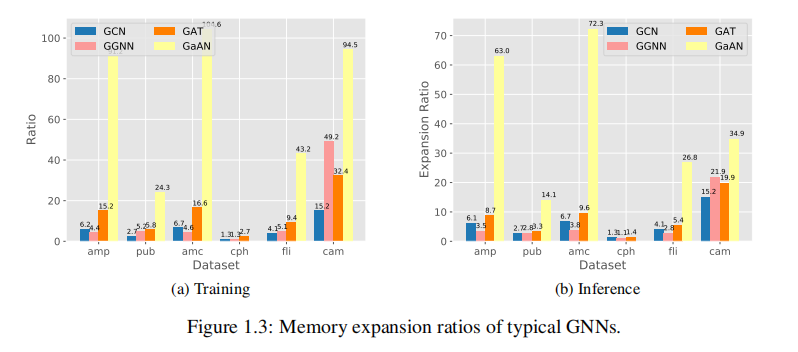 GCN GAT
GGNN GaAN
100
80
60
40
20
0
Ratio
6.2 4.4 15.2
2.7 5.2 5.8 24.3
6.7 4.6 16.6
1.3 2.7
4.1 5.1 9.4 43.2
15.2 49.2 32.4 94.5
amp pub amc cph fli cam
Dataset
(a) Training
GCN GAT
GGNN GaAN
70
60
50
40
30
20
10
0
Expansion Ratio
6.1 3.5 8.7 63.0
2.7 2.8 3.3 14.1
6.7 3.8 9.6 72.3
1.3 1.1 1.4
4.1 2.8 5.4 26.8
15.2 21.9 19.9 34.9
amp pub amc cph fli cam
Dataset
(b) Inference
Figure 1.3: Memory expansion ratios of typical GNNs.